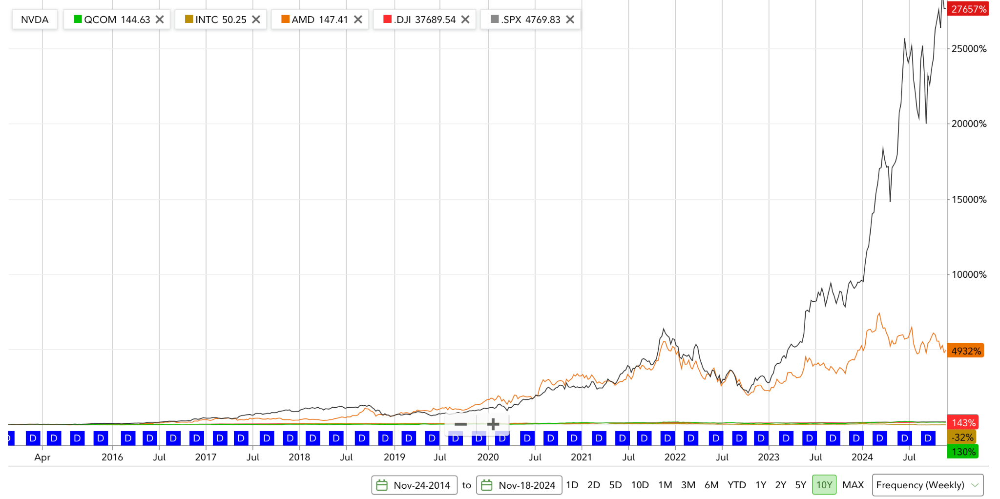 NVDA QCOM 144.63 INTC 50.25 AMD 147.41 .DJI 37689.54 .SPX 4769.83
27657%
25000%
20000%
15000%
10000%
4932%
143%
-32%
130%
D D D D D D D D D D D D D D D D D D D D D D D D D D D D D D D D D D D D D D D D
Apr 2016 Jul 2017 Jul 2018 Jul 2019 Jul 2020 Jul 2021 Jul 2022 Jul 2023 Jul 2024 Jul
Nov-24-2014 to Nov-18-2024 1D 2D 5D 10D 1M 3M 6M YTD 1Y 2Y 5Y 10Y MAX Frequency (Weekly)